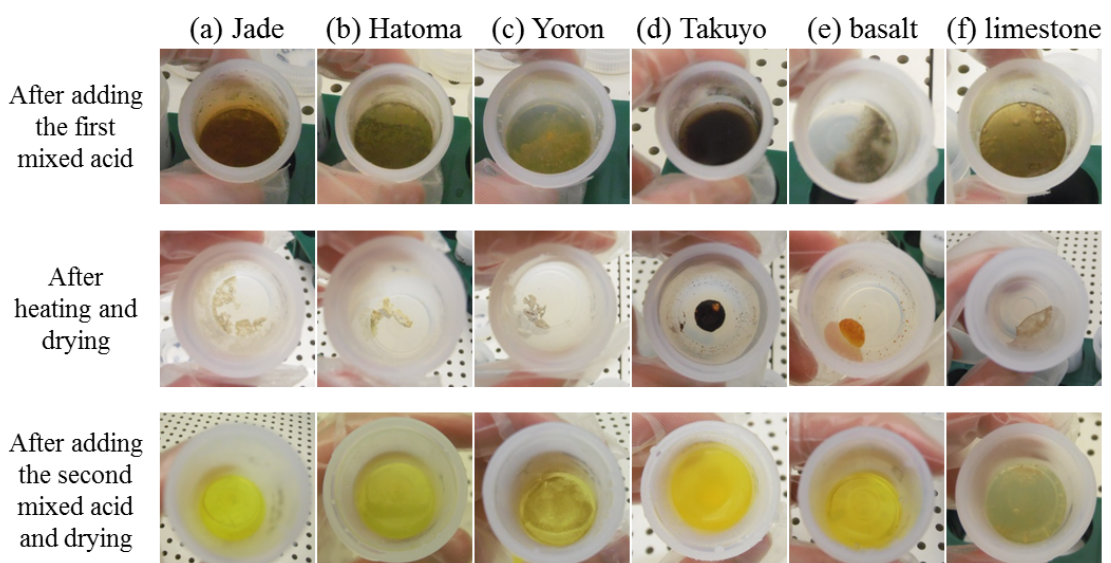 (a) Jade (b) Hatoma (c) Yoron (d) Takuyo (e) basalt (f) limestone
After adding
the first
mixed acid
After
heating and
drying
After adding
the second
mixed acid
and drying